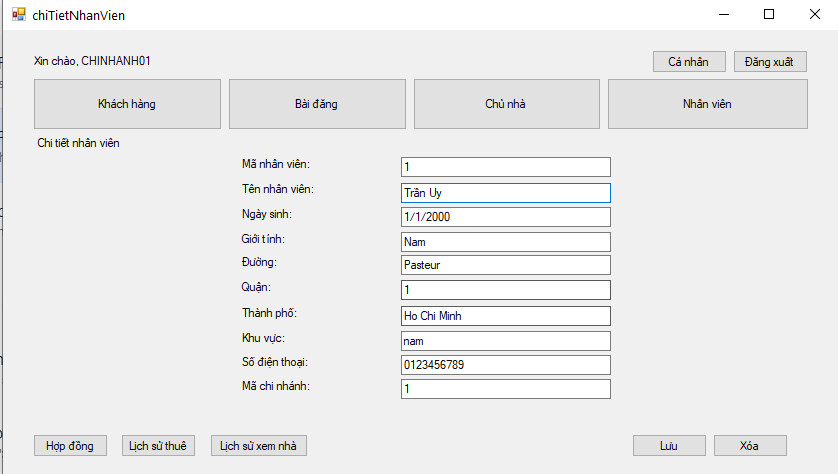 chiTietNhanVien
Xin chào, CHINHANH01
Cá nhân
Đăng xuất
Khách hàng
Bài đăng
Chủ nhà
Nhân viên
Chi tiết nhân viên
Mã nhân viên: 1
Tên nhân viên: Trần Uy
Ngày sinh: 1/1/2000
Giới tính: Nam
Đường: Pasteur
Quận: 1
Thành phố: Ho Chi Minh
Khu vực: nam
Số điện thoại: 0123456789
Mã chi nhánh: 1
Hợp đồng
Lịch sử thuê
Lịch sử xem nhà
Lưu
Xóa